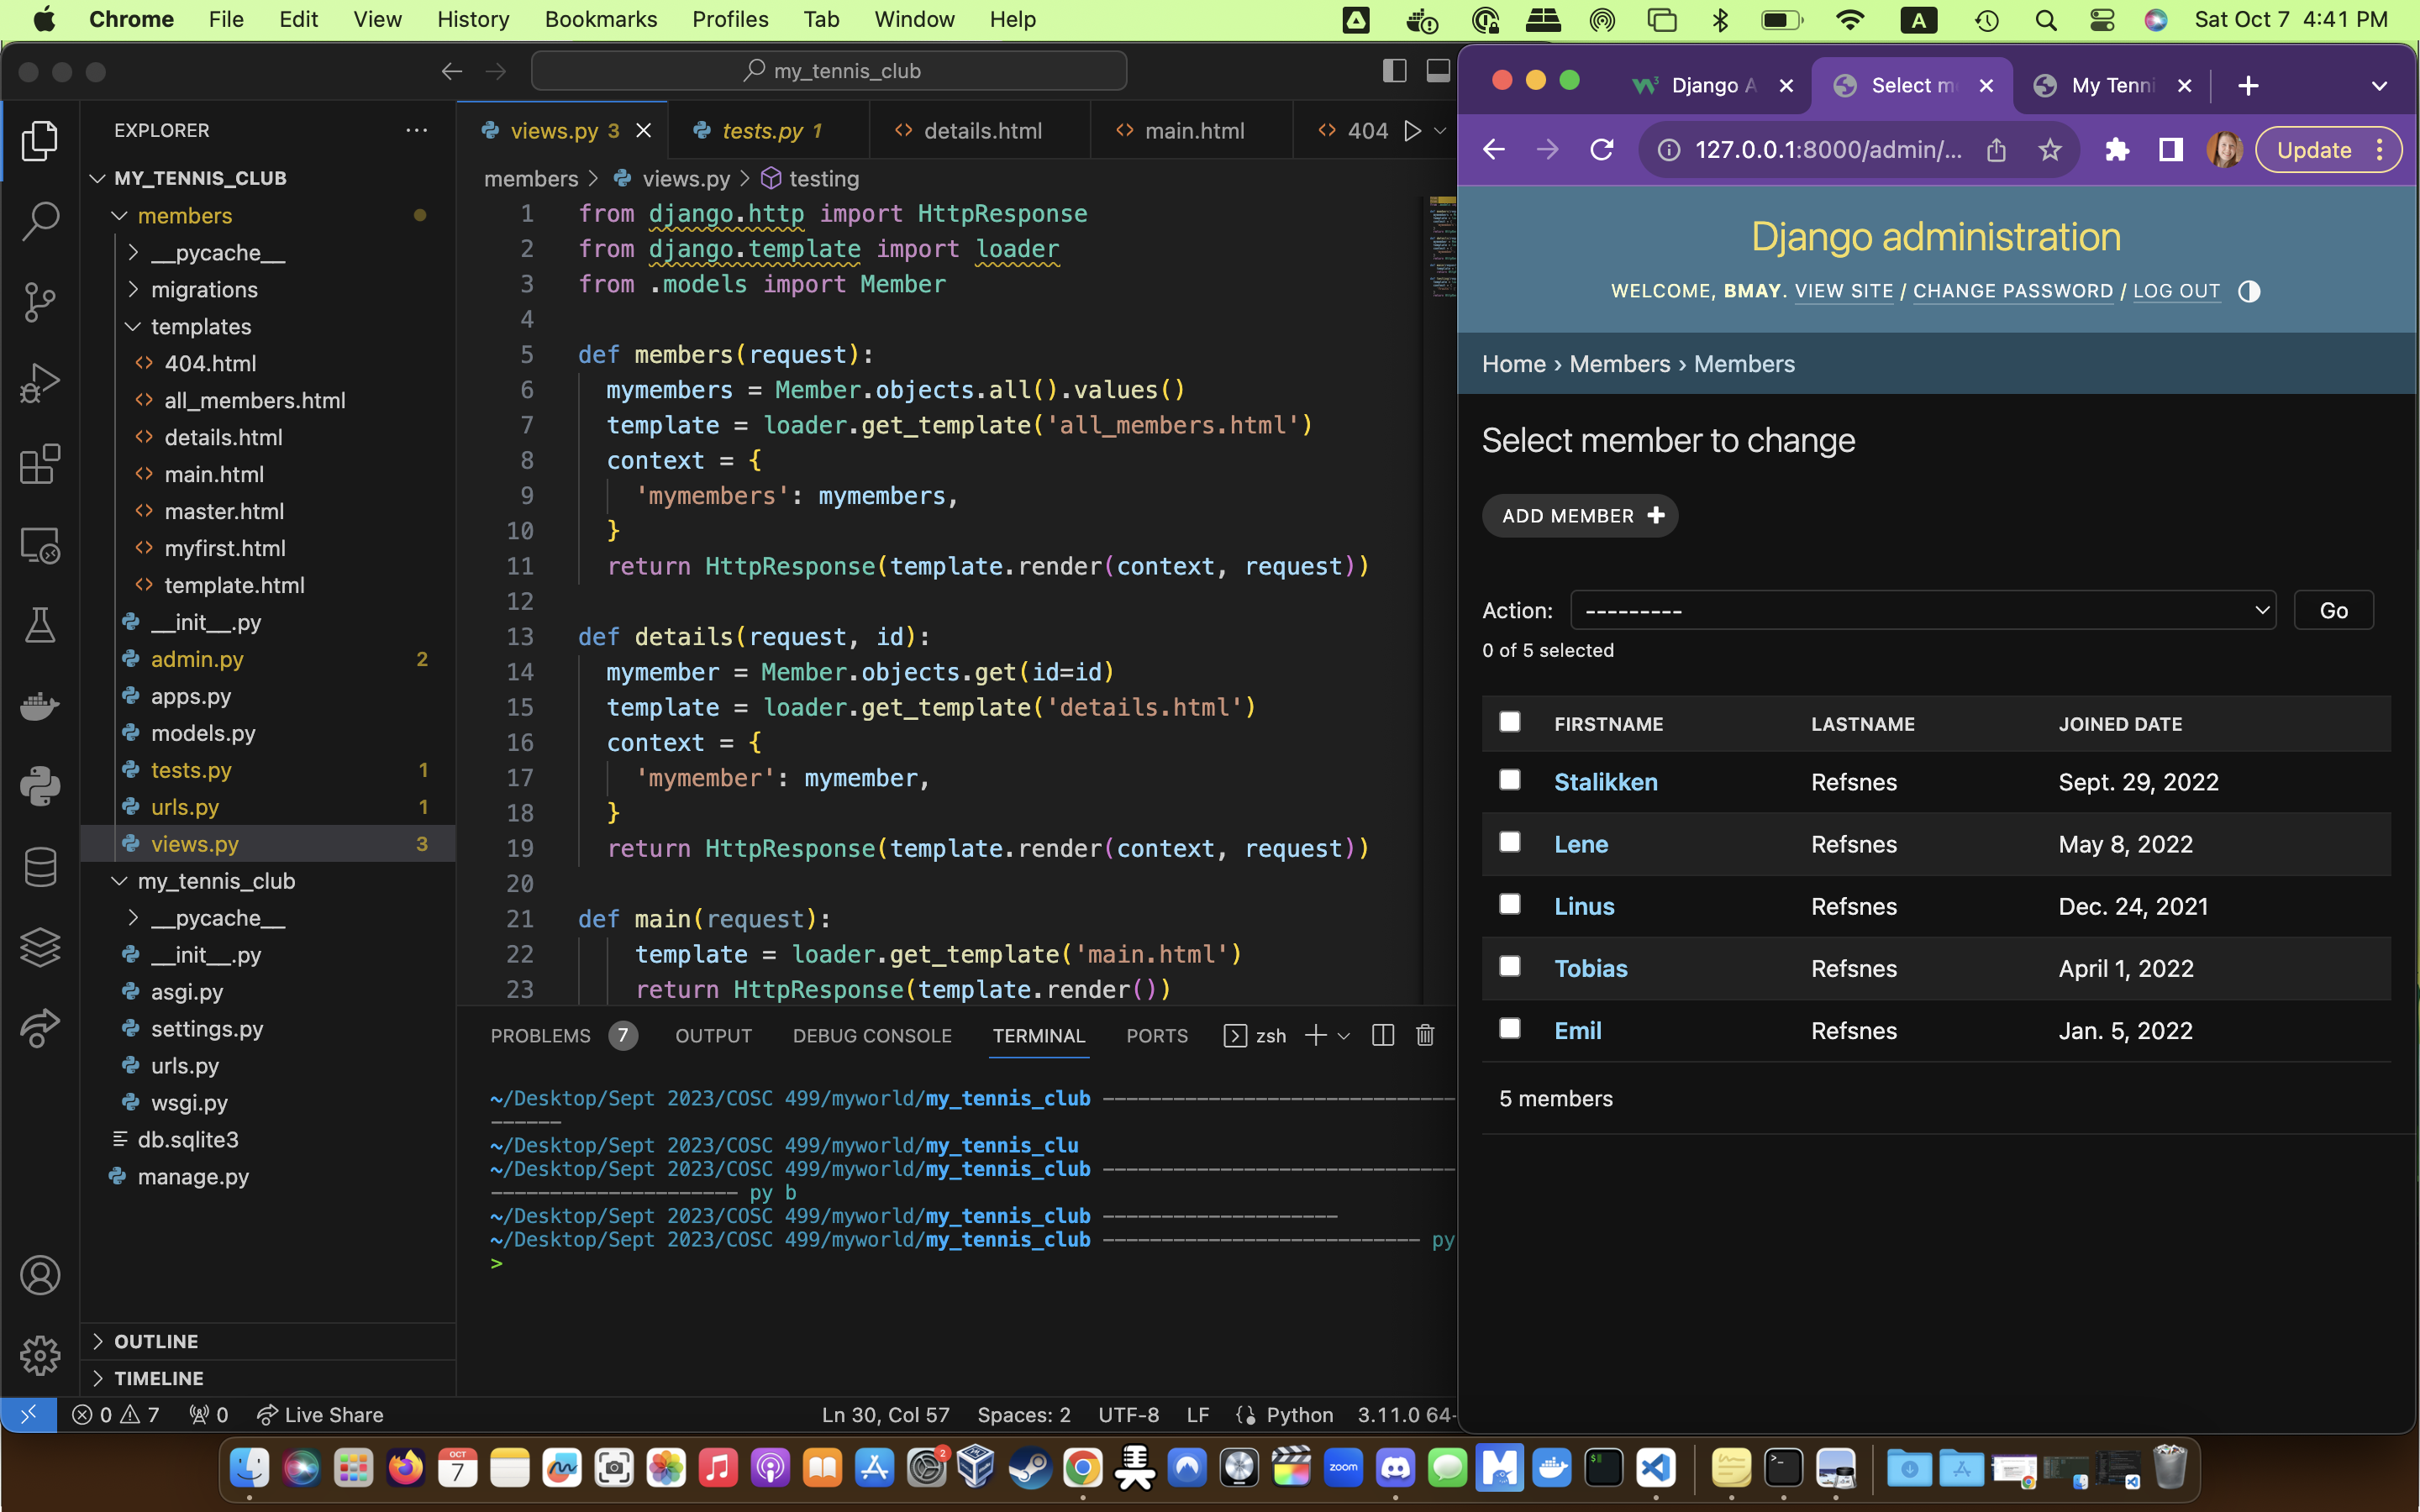 Chrome File Edit View History Bookmarks Profiles Tab Window Help
A Sat Oct 7 4:41 PM
my_tennis_club
EXPLORER
MY_TENNIS_CLUB
members
__pycache__
migrations
templates
404.html
all_members.html
details.html
main.html
master.html
myfirst.html
template.html
__init__.py
admin.py 2
apps.py
models.py
tests.py 1
urls.py 1
views.py 3
my_tennis_club
__pycache__
__init__.py
asgi.py
settings.py
urls.py
wsgi.py
db.sqlite3
manage.py
OUTLINE
TIMELINE
views.py 3 tests.py 1 details.html main.html 404
members > views.py > testing
1 from django.http import HttpResponse
2 from django.template import loader
3 from .models import Member
4
5 def members(request):
6 mymembers = Member.objects.all().values()
7 template = loader.get_template('all_members.html')
8 context = {
9 'mymembers': mymembers,
10 }
11 return HttpResponse(template.render(context, request))
12
13 def details(request, id):
14 mymember = Member.objects.get(id=id)
15 template = loader.get_template('details.html')
16 context = {
17 'mymember': mymember,
18 }
19 return HttpResponse(template.render(context, request))
20
21 def main(request):
22 template = loader.get_template('main.html')
23 return HttpResponse(template.render())
PROBLEMS 7 OUTPUT DEBUG CONSOLE TERMINAL PORTS zsh
~/Desktop/Sept 2023/COSC 499/myworld/my_tennis_club ------------------------------
------
~/Desktop/Sept 2023/COSC 499/myworld/my_tennis_clu
~/Desktop/Sept 2023/COSC 499/myworld/my_tennis_club ------------------------------
--------------------- py b
~/Desktop/Sept 2023/COSC 499/myworld/my_tennis_club --------------------
~/Desktop/Sept 2023/COSC 499/myworld/my_tennis_club --------------------------- py
>
0 7 0 Live Share Ln 30, Col 57 Spaces: 2 UTF-8 LF Python 3.11.0 64-
Django A Select m My Tenni
127.0.0.1:8000/admin/... Update
Django administration
WELCOME, BMAY. VIEW SITE / CHANGE PASSWORD / LOG OUT
Home › Members › Members
Select member to change
ADD MEMBER
Action: --------- Go
0 of 5 selected
FIRSTNAME LASTNAME JOINED DATE
Stalikken Refsnes Sept. 29, 2022
Lene Refsnes May 8, 2022
Linus Refsnes Dec. 24, 2021
Tobias Refsnes April 1, 2022
Emil Refsnes Jan. 5, 2022
5 members
OCT
7
2
zoom